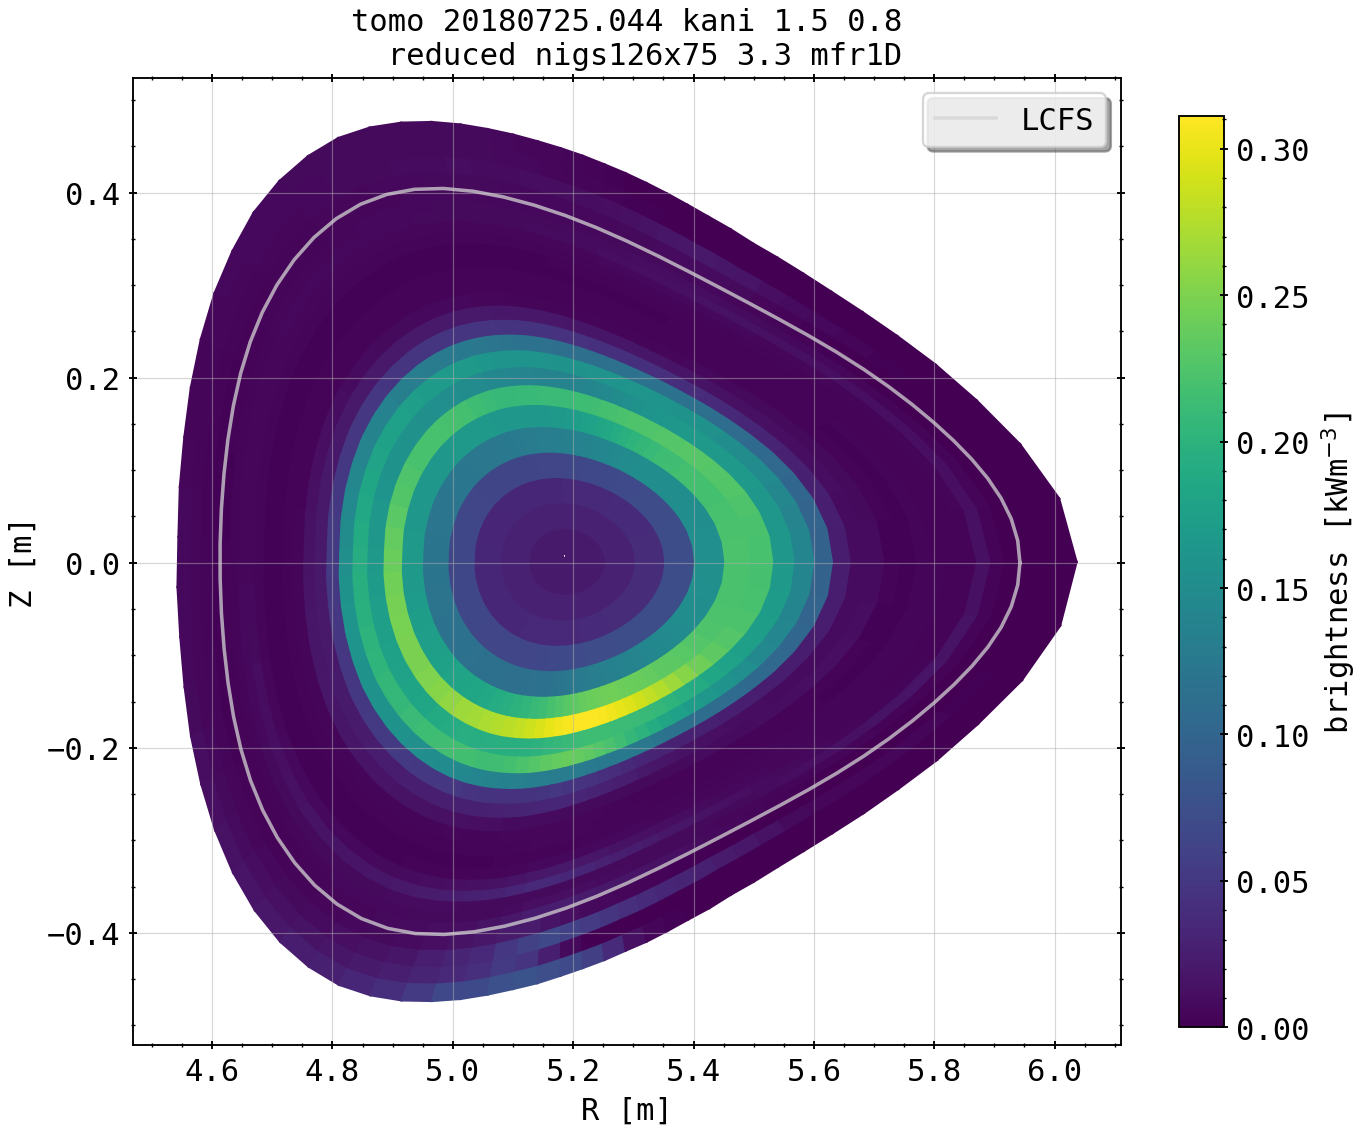 tomo 20180725.044 kani 1.5 0.8
reduced nigs126x75 3.3 mfr1D
LCFS
0.4
0.2
0.0
−0.2
−0.4
Z [m]
4.6 4.8 5.0 5.2 5.4 5.6 5.8 6.0
R [m]
0.30
0.25
0.20
0.15
0.10
0.05
0.00
brightness [kWm⁻³]